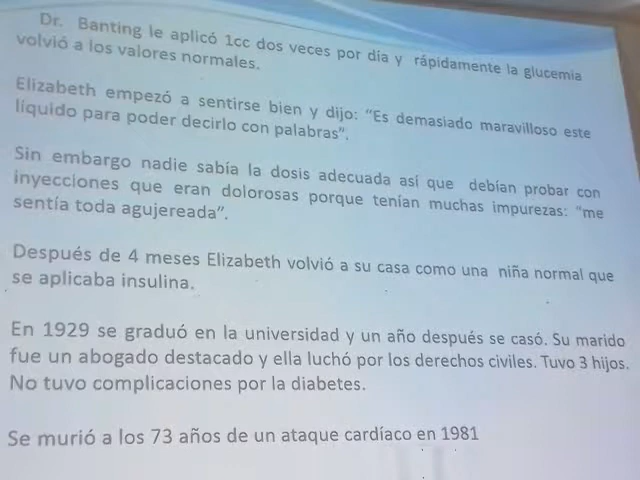 Dr. Banting le aplicó 1cc dos veces por día y rápidamente la glucemia
volvió a los valores normales.
Elizabeth empezó a sentirse bien y dijo: “Es demasiado maravilloso este
líquido para poder decirlo con palabras”.
Sin embargo nadie sabía la dosis adecuada así que debían probar con
inyecciones que eran dolorosas porque tenían muchas impurezas: “me
sentía toda agujereada”.
Después de 4 meses Elizabeth volvió a su casa como una niña normal que
se aplicaba insulina.
En 1929 se graduó en la universidad y un año después se casó. Su marido
fue un abogado destacado y ella luchó por los derechos civiles. Tuvo 3 hijos.
No tuvo complicaciones por la diabetes.
Se murió a los 73 años de un ataque cardíaco en 1981